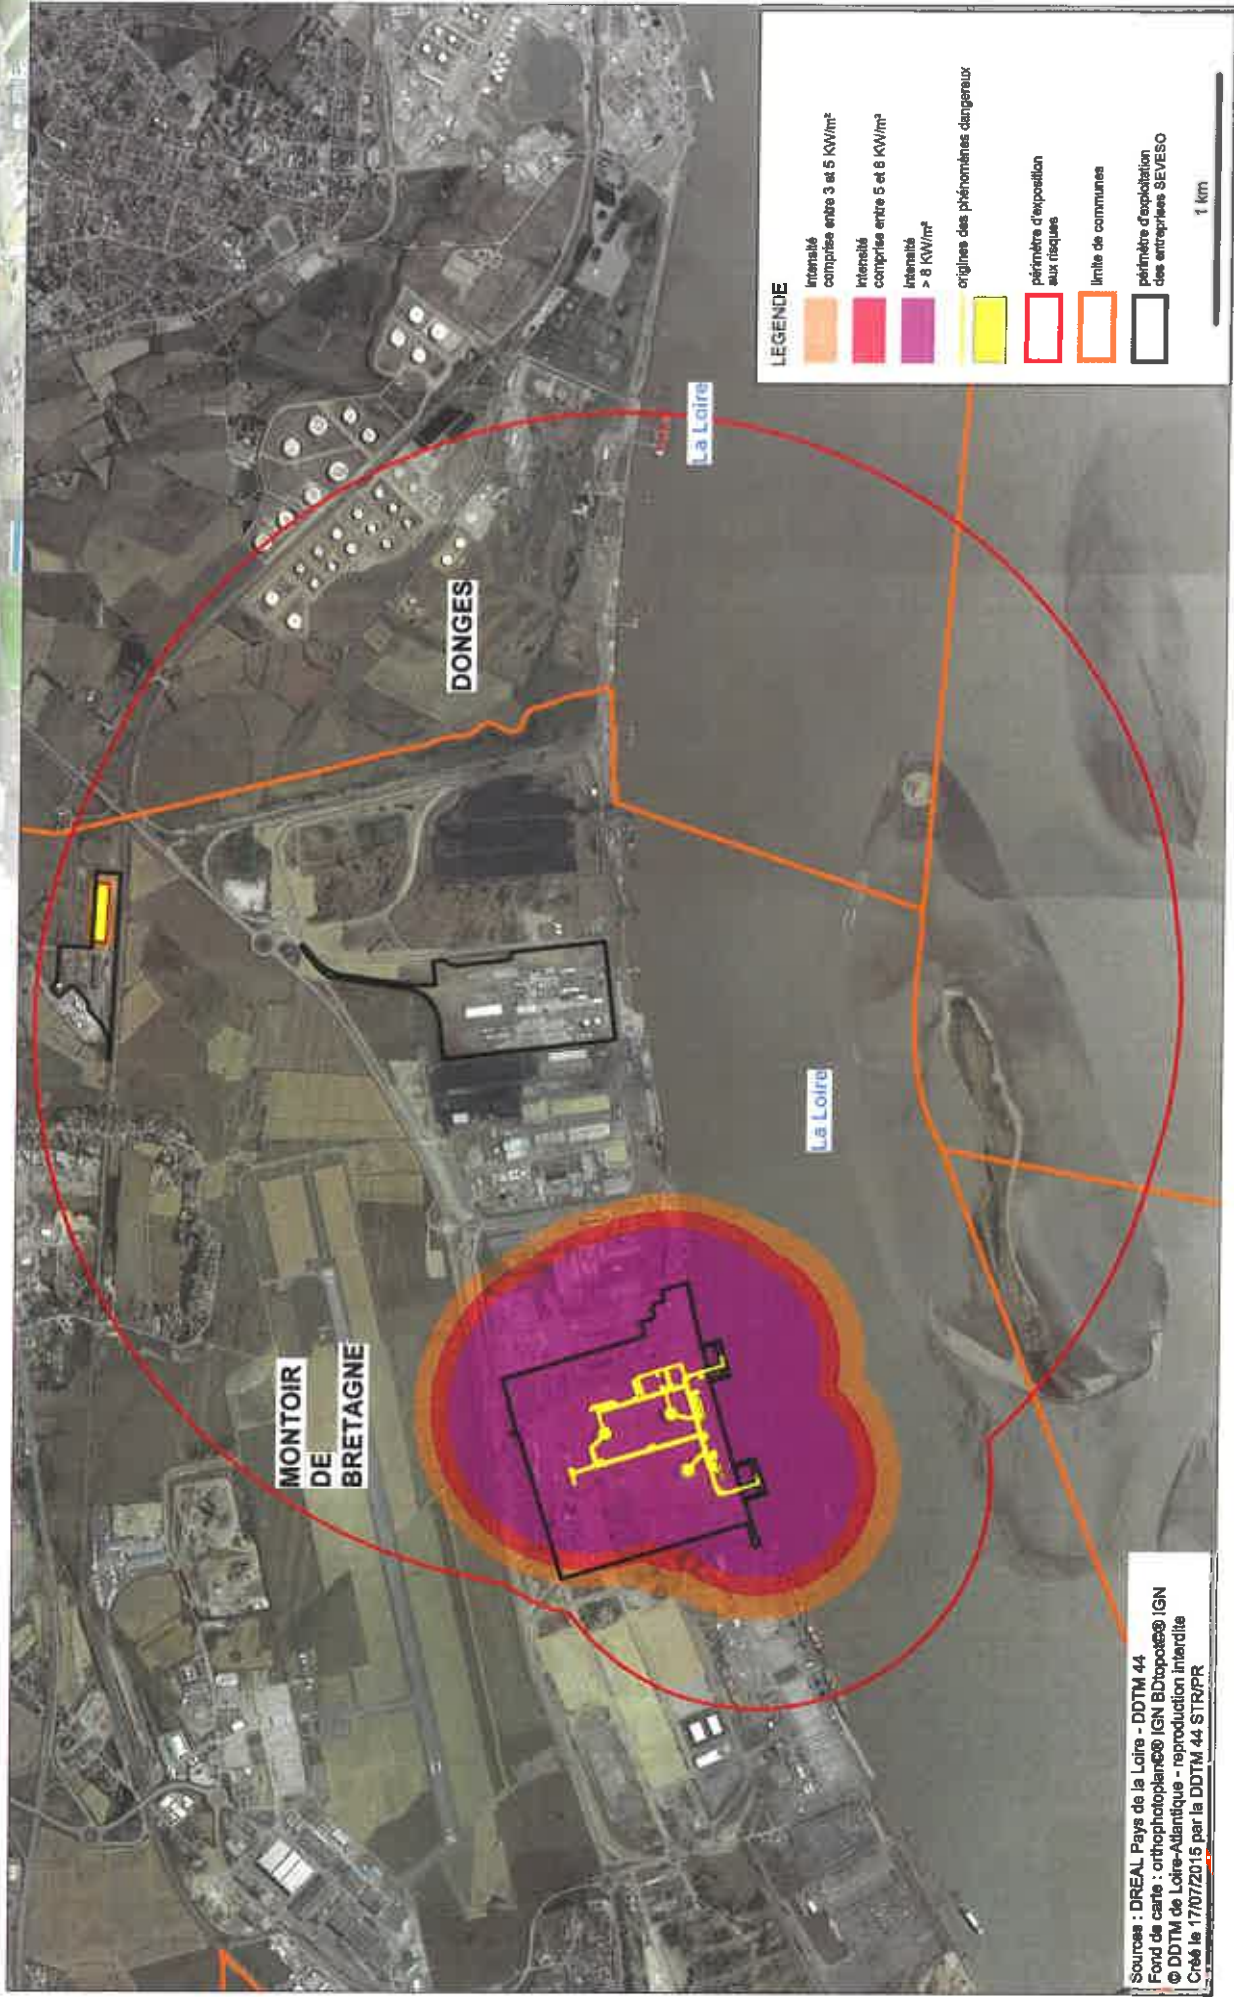 MONTOIR
DE
BRETAGNE
DONGES
La Loire
La Loire
LEGENDE
intensité
comprise entre 3 et 5 KW/m²
intensité
comprise entre 5 et 8 KW/m²
intensité
> 8 KW/m²
origines des phénomènes dangereux
périmètre d'exposition
aux risques
limite de communes
périmètre d'exploitation
des entreprises SEVESO
1 km
Sources : DREAL Pays de la Loire - DDTM 44
Fond de carte : orthophotoplan©® IGN BDtopo©® IGN
© DDTM de Loire-Atlantique - reproduction interdite
Créé le 17/07/2015 par la DDTM 44 STR/PR